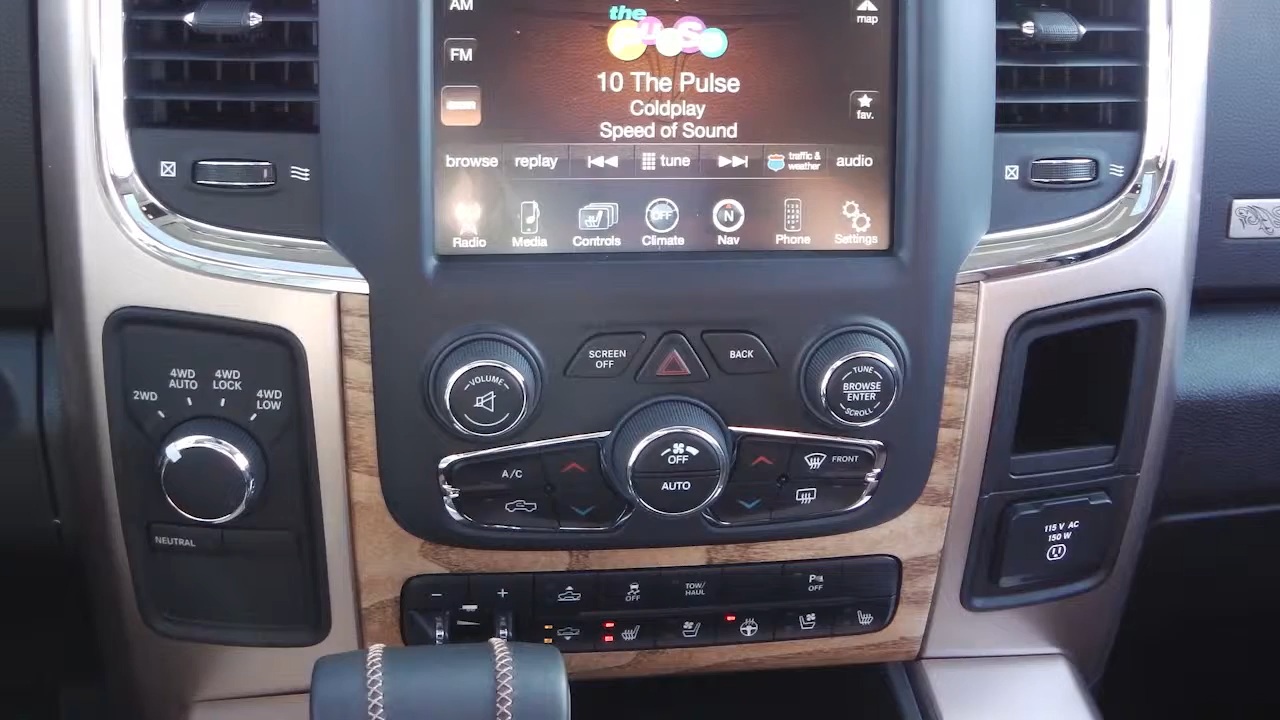 AM
map
the
pulse
FM
10 The Pulse
Coldplay
Speed of Sound
fav.
browse replay tune traffic & weather audio
OFF
N
Radio Media Controls Climate Nav Phone Settings
2WD
4WD AUTO
4WD LOCK
4WD LOW
NEUTRAL
VOLUME
SCREEN OFF
BACK
TUNE
BROWSE
ENTER
SCROLL
A/C
OFF
AUTO
FRONT
115 V AC
150 W
- +
OFF
TOW/
HAUL
P
OFF